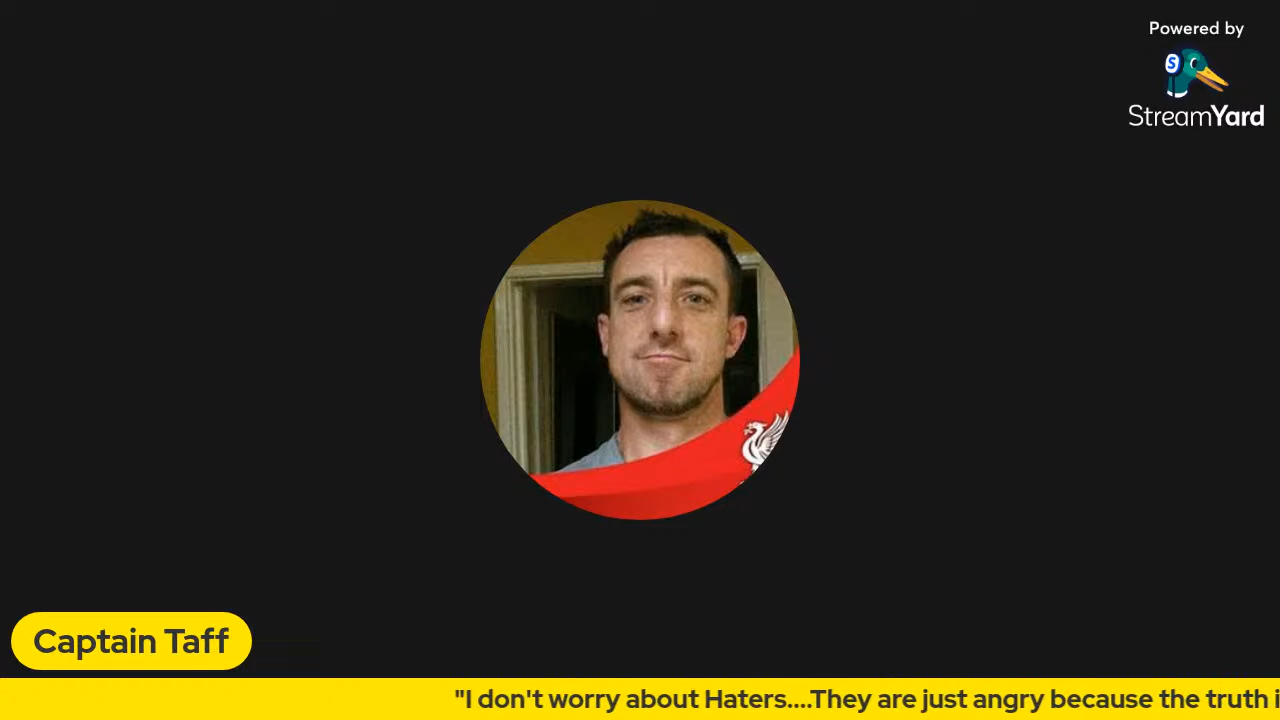 Powered by
S
StreamYard
Captain Taff
"I don't worry about Haters....They are just angry because the truth i